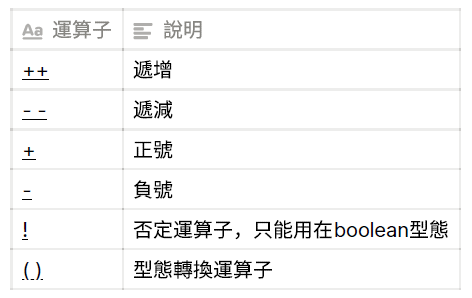 Aa 運算子 說明
++ 遞增
- - 遞減
+ 正號
- 負號
! 否定運算子，只能用在boolean型態
( ) 型態轉換運算子